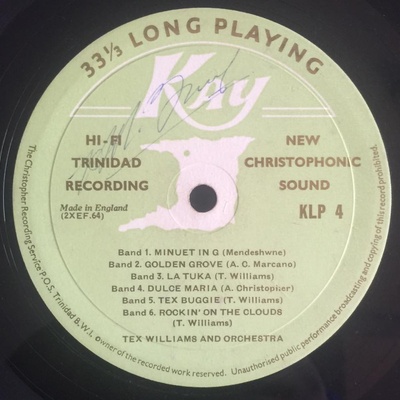 33⅓ LONG PLAYING
Kay
HI-FI
TRINIDAD
RECORDING
NEW
CHRISTOPHONIC
SOUND
Made in England
(2XEF.64)
KLP 4
Band 1. MINUET IN G (Mendeshwne)
Band 2. GOLDEN GROVE (A. C. Marcano)
Band 3. LA TUKA (T. Williams)
Band 4. DULCE MARIA (A. Christopher)
Band 5. TEX BUGGIE (T. Williams)
Band 6. ROCKIN' ON THE CLOUDS
(T. Williams)
TEX WILLIAMS AND ORCHESTRA
The Christopher Recording Service P.O.S. Trinidad B.W.I. owner of the recorded work reserved. Unauthorised public performance broadcasting and copying of this record prohibited.